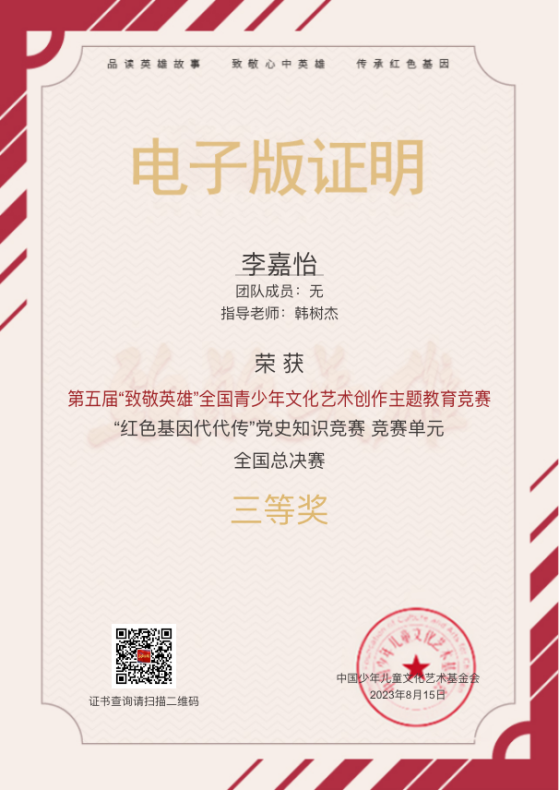 品读英雄故事 致敬心中英雄 传承红色基因
电子版证明
李嘉怡
团队成员：无
指导老师：韩树杰
荣 获
第五届“致敬英雄”全国青少年文化艺术创作主题教育竞赛
“红色基因代代传”党史知识竞赛 竞赛单元
全国总决赛
三等奖
证书查询请扫描二维码
中国少年儿童文化艺术基金会
2023年8月15日